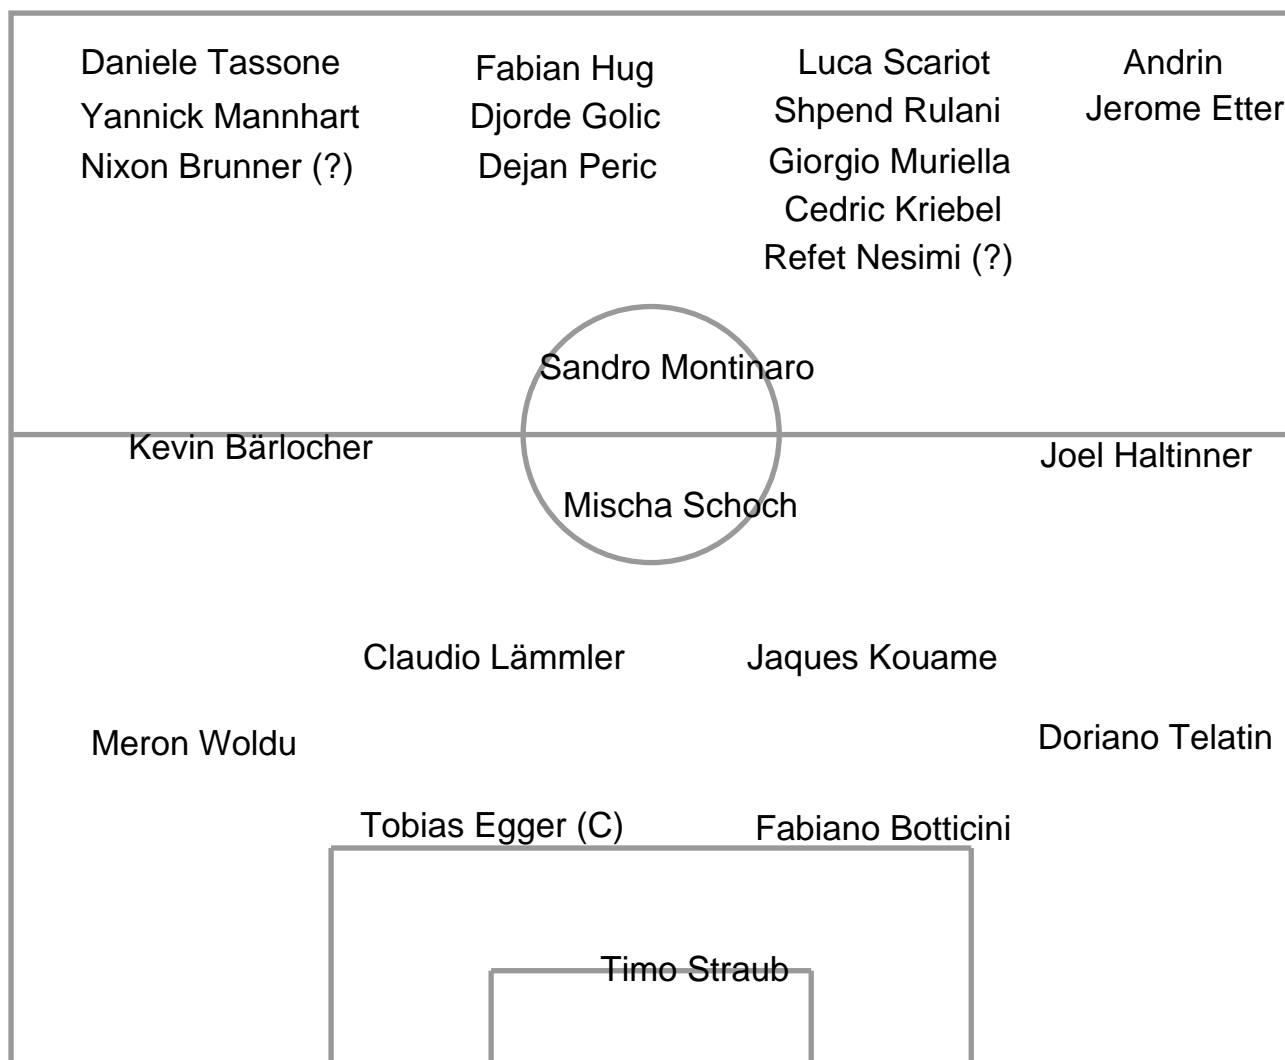 Daniele Tassone
Yannick Mannhart
Nixon Brunner (?)
Fabian Hug
Djorde Golic
Dejan Peric
Luca Scariot
Shpend Rulani
Giorgio Muriella
Cedric Kriebel
Refet Nesimi (?)
Andrin
Jerome Etter
Sandro Montinaro
Kevin Bärlocher
Joel Haltinner
Mischa Schoch
Claudio Lämmler
Jaques Kouame
Meron Woldu
Doriano Telatin
Tobias Egger (C)
Fabiano Botticini
Timo Straub